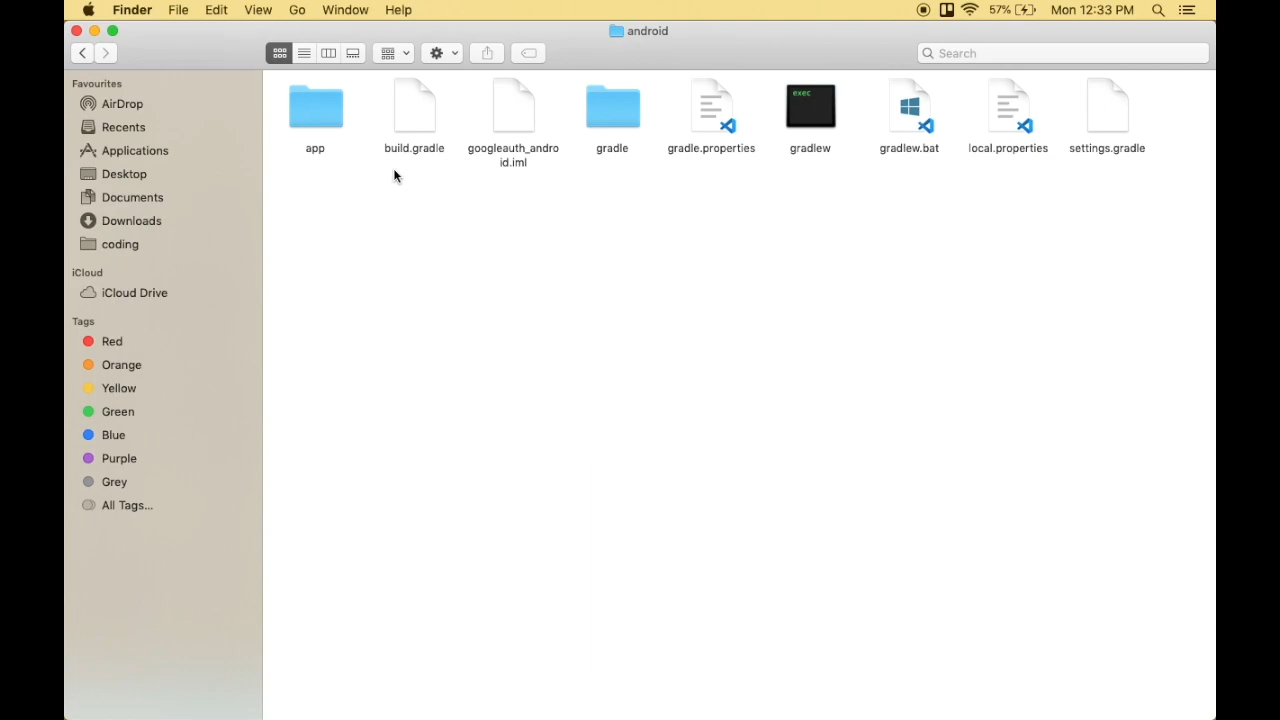 Finder File Edit View Go Window Help 57% Mon 12:33 PM
android
Search
Favourites
AirDrop
Recents
Applications
Desktop
Documents
Downloads
coding
iCloud
iCloud Drive
Tags
Red
Orange
Yellow
Green
Blue
Purple
Grey
All Tags...
exec
app build.gradle googleauth_andro gradle gradle.properties gradlew gradlew.bat local.properties settings.gradle
id.iml